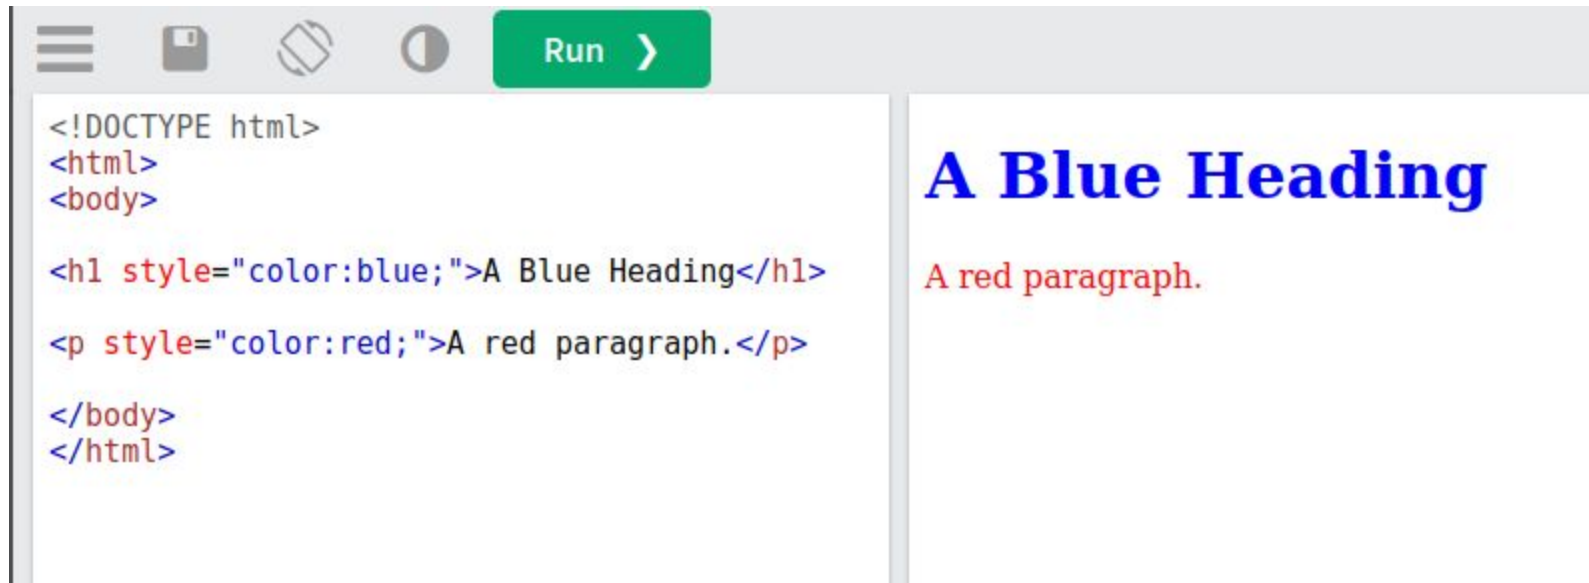 Run ❯
<!DOCTYPE html>
<html>
<body>
<h1 style="color:blue;">A Blue Heading</h1>
<p style="color:red;">A red paragraph.</p>
</body>
</html>
A Blue Heading
A red paragraph.